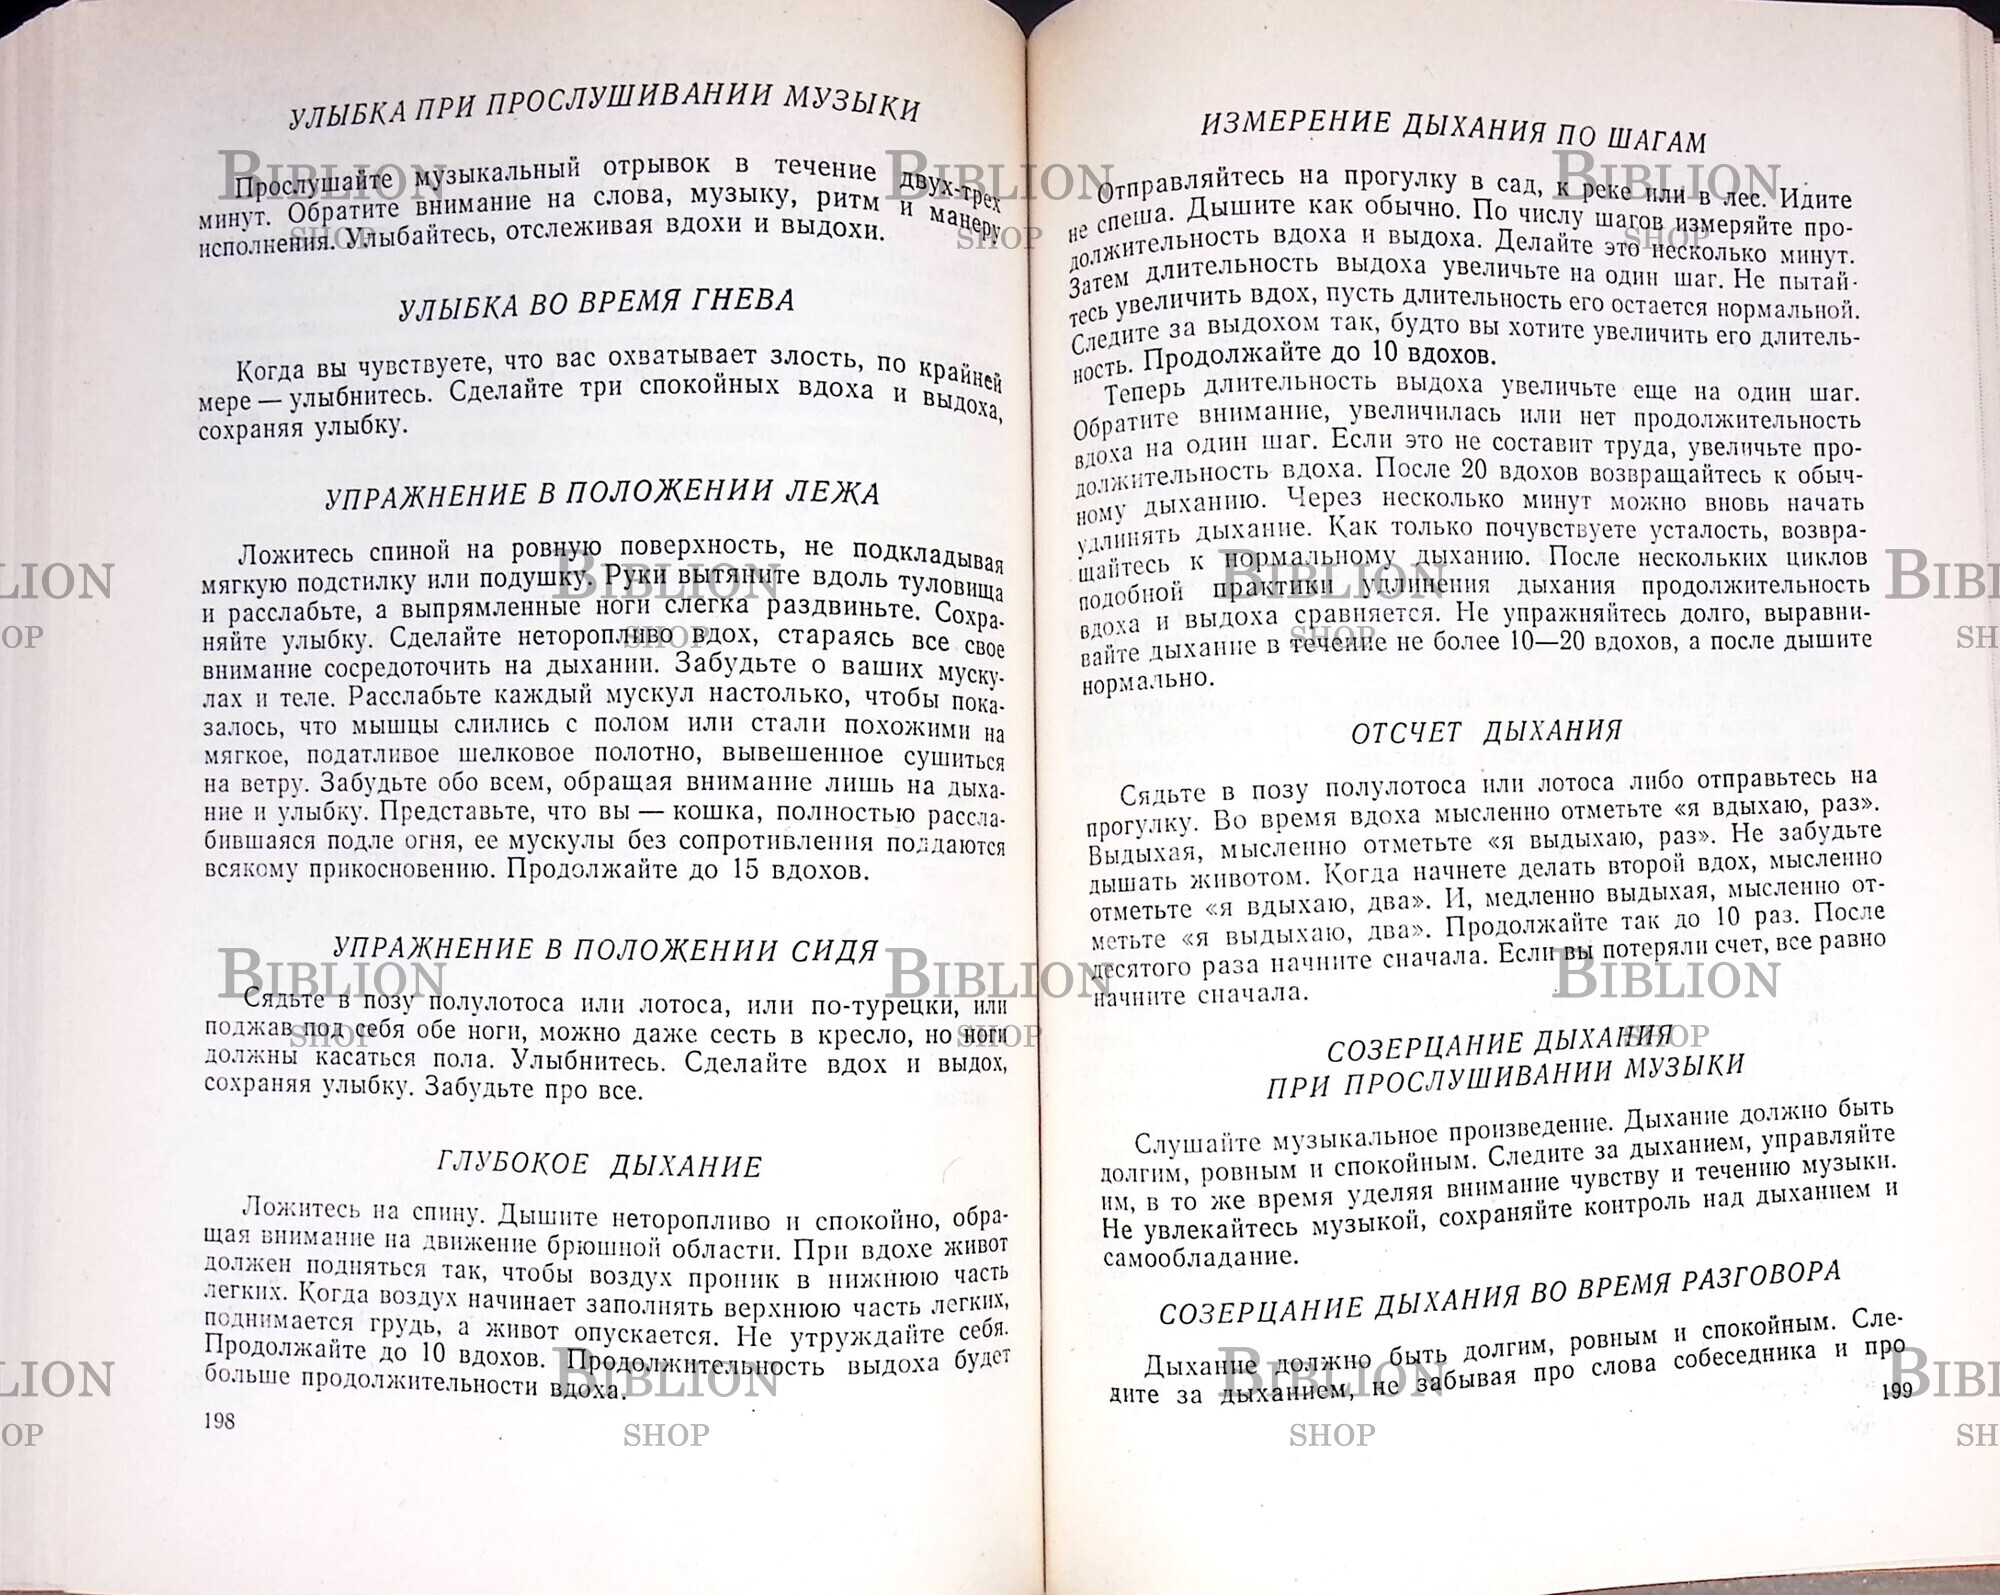 УЛЫБКА ПРИ ПРОСЛУШИВАНИИ МУЗЫКИ
Прослушайте музыкальный отрывок в течение двух-трех
минут. Обратите внимание на слова, музыку, ритм и манеру
исполнения. Улыбайтесь, отслеживая вдохи и выдохи.
УЛЫБКА ВО ВРЕМЯ ГНЕВА
Когда вы чувствуете, что вас охватывает злость, по крайней
мере — улыбнитесь. Сделайте три спокойных вдоха и выдоха,
сохраняя улыбку.
УПРАЖНЕНИЕ В ПОЛОЖЕНИИ ЛЕЖА
Ложитесь спиной на ровную поверхность, не подкладывая
мягкую подстилку или подушку. Руки вытяните вдоль туловища
и расслабьте, а выпрямленные ноги слегка раздвиньте. Сохра-
няйте улыбку. Сделайте неторопливо вдох, стараясь все свое
внимание сосредоточить на дыхании. Забудьте о ваших муску-
лах и теле. Расслабьте каждый мускул настолько, чтобы пока-
залось, что мышцы слились с полом или стали похожими на
мягкое, податливое шелковое полотно, вывешенное сушиться
на ветру. Забудьте обо всем, обращая внимание лишь на дыха-
ние и улыбку. Представьте, что вы — кошка, полностью рассла-
бившаяся подле огня, ее мускулы без сопротивления поддаются
всякому прикосновению. Продолжайте до 15 вдохов.
УПРАЖНЕНИЕ В ПОЛОЖЕНИИ СИДЯ
Сядьте в позу полулотоса или лотоса, или по-турецки, или
поджав под себя обе ноги, можно даже сесть в кресло, но ноги
должны касаться пола. Улыбнитесь. Сделайте вдох и выдох,
сохраняя улыбку. Забудьте про все.
ГЛУБОКОЕ ДЫХАНИЕ
Ложитесь на спину. Дышите неторопливо и спокойно, обра-
щая внимание на движение брюшной области. При вдохе живот
должен подняться так, чтобы воздух проник в нижнюю часть
легких. Когда воздух начинает заполнять верхнюю часть легких,
поднимается грудь, а живот опускается. Не утруждайте себя.
Продолжайте до 10 вдохов. Продолжительность выдоха будет
больше продолжительности вдоха.
198
ИЗМЕРЕНИЕ ДЫХАНИЯ ПО ШАГАМ
Отправляйтесь на прогулку в сад, к реке или в лес. Идите
не спеша. Дышите как обычно. По числу шагов измеряйте про-
должительность вдоха и выдоха. Делайте это несколько минут.
Затем длительность выдоха увеличьте на один шаг. Не пытай-
тесь увеличить вдох, пусть длительность его остается нормальной.
Следите за выдохом так, будто вы хотите увеличить его длитель-
ность. Продолжайте до 10 вдохов.
Теперь длительность выдоха увеличьте еще на один шаг.
Обратите внимание, увеличилась или нет продолжительность
вдоха на один шаг. Если это не составит труда, увеличьте про-
должительность вдоха. После 20 вдохов возвращайтесь к обыч-
ному дыханию. Через несколько минут можно вновь начать
удлинять дыхание. Как только почувствуете усталость, возвра-
щайтесь к нормальному дыханию. После нескольких циклов
подобной практики удлинения дыхания продолжительность
вдоха и выдоха сравняется. Не упражняйтесь долго, выравни-
вайте дыхание в течение не более 10—20 вдохов, а после дышите
нормально.
ОТСЧЕТ ДЫХАНИЯ
Сядьте в позу полулотоса или лотоса либо отправьтесь на
прогулку. Во время вдоха мысленно отметьте «я вдыхаю, раз».
Выдыхая, мысленно отметьте «я выдыхаю, раз». Не забудьте
дышать животом. Когда начнете делать второй вдох, мысленно
отметьте «я вдыхаю, два». И, медленно выдыхая, мысленно от-
метьте «я выдыхаю, два». Продолжайте так до 10 раз. После
десятого раза начните сначала. Если вы потеряли счет, все равно
начните сначала.
СОЗЕРЦАНИЕ ДЫХАНИЯ
ПРИ ПРОСЛУШИВАНИИ МУЗЫКИ
Слушайте музыкальное произведение. Дыхание должно быть
долгим, ровным и спокойным. Следите за дыханием, управляйте
им, в то же время уделяя внимание чувству и течению музыки.
Не увлекайтесь музыкой, сохраняйте контроль над дыханием и
самообладание.
СОЗЕРЦАНИЕ ДЫХАНИЯ ВО ВРЕМЯ РАЗГОВОРА
Дыхание должно быть долгим, ровным и спокойным. Сле-
дите за дыханием, не забывая про слова собеседника и про
199
BIBLION
SHOP